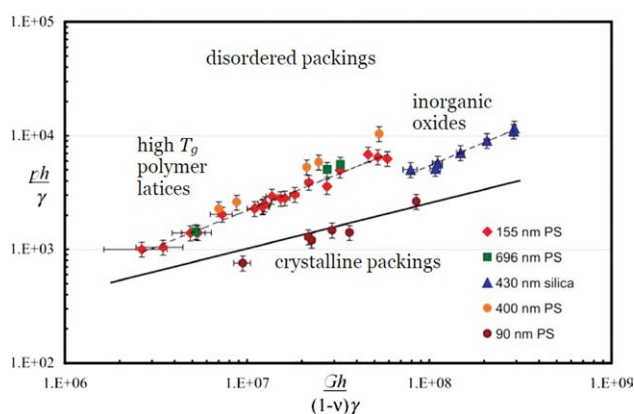 1.E+05
disordered packings
inorganic
oxides
1.E+04
high Tg
polymer
latices
ph
γ
155 nm PS
696 nm PS
1.E+03
crystalline packings
430 nm silica
400 nm PS
90 nm PS
1.E+02
1.E+06 1.E+07 1.E+08 1.E+09
Gh
(1-ν)γ